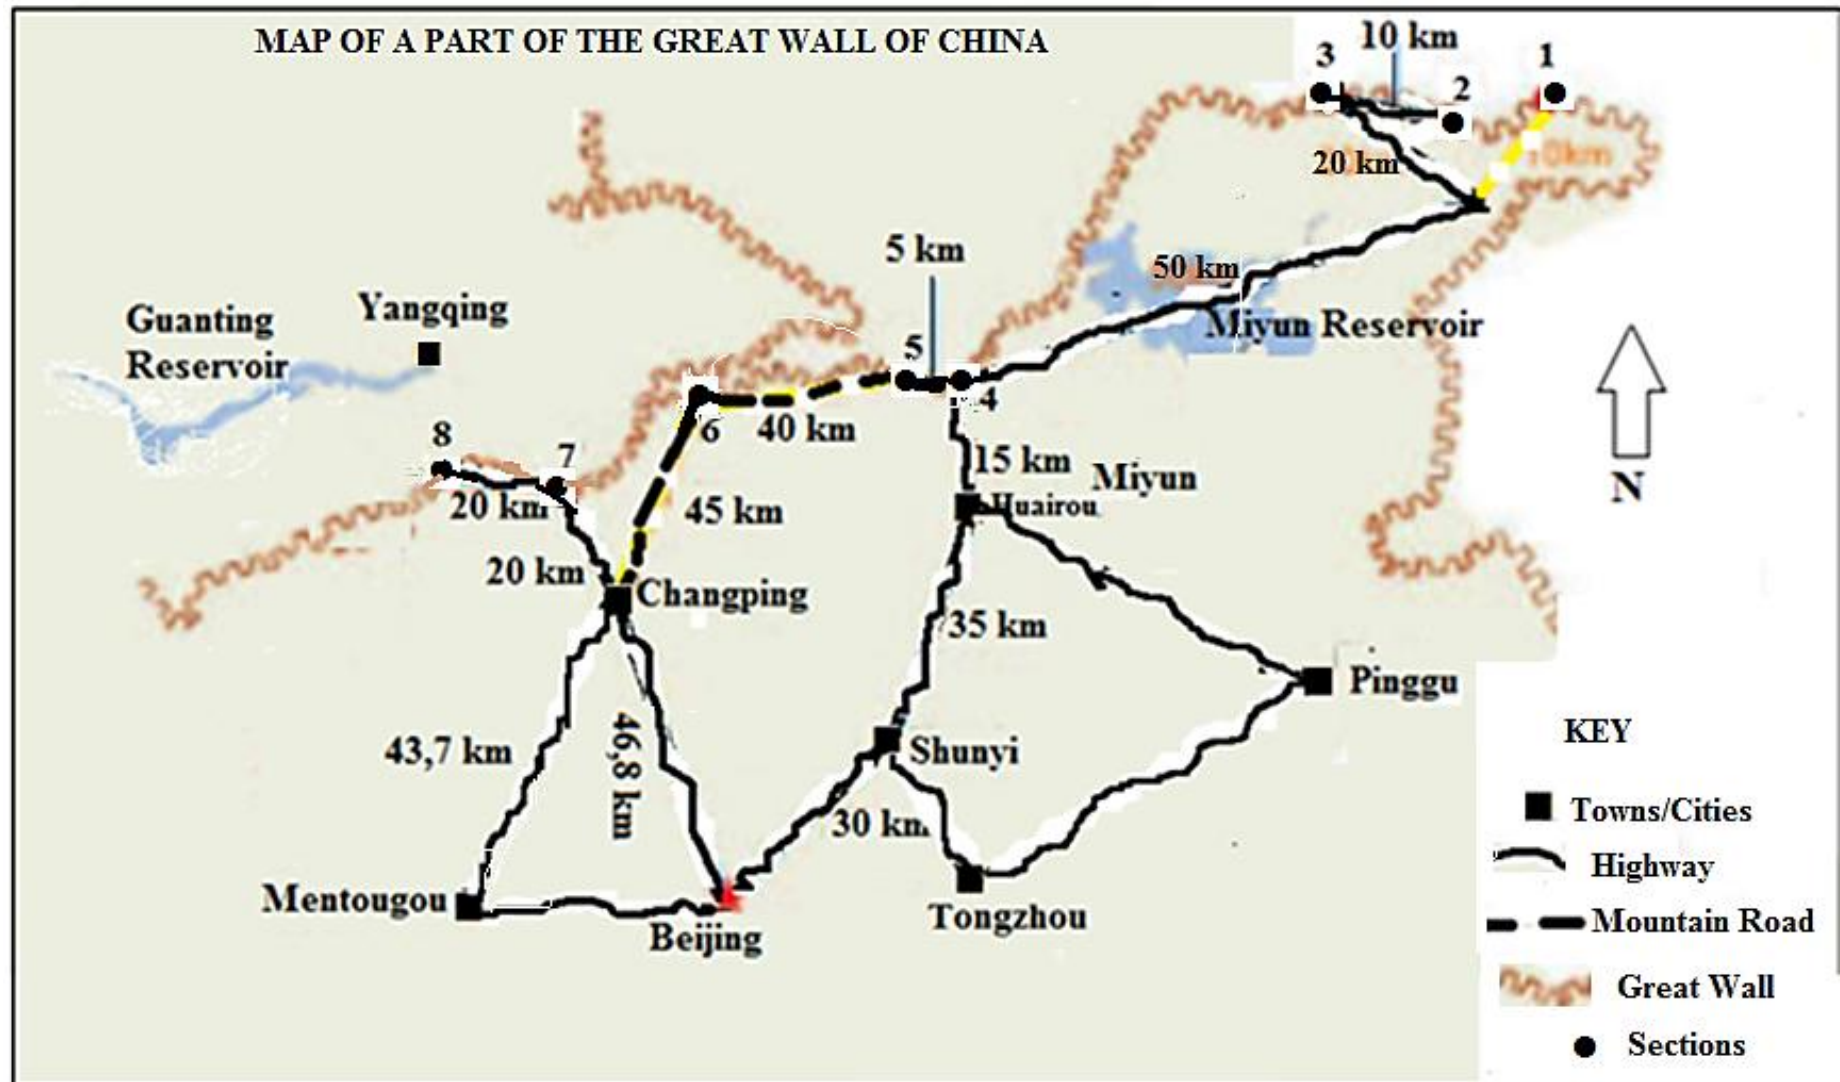 MAP OF A PART OF THE GREAT WALL OF CHINA
10 km
3
1
2
20 km
10km
5 km
50 km
Guanting
Reservoir
Yangqing
Miyun Reservoir
5
4
6
40 km
8
7
15 km
Miyun
N
20 km
45 km
Huairou
20 km
Changping
35 km
Pinggu
43,7 km
46,8 km
Shunyi
30 km
Mentougou
Beijing
Tongzhou
KEY
Towns/Cities
Highway
Mountain Road
Great Wall
Sections